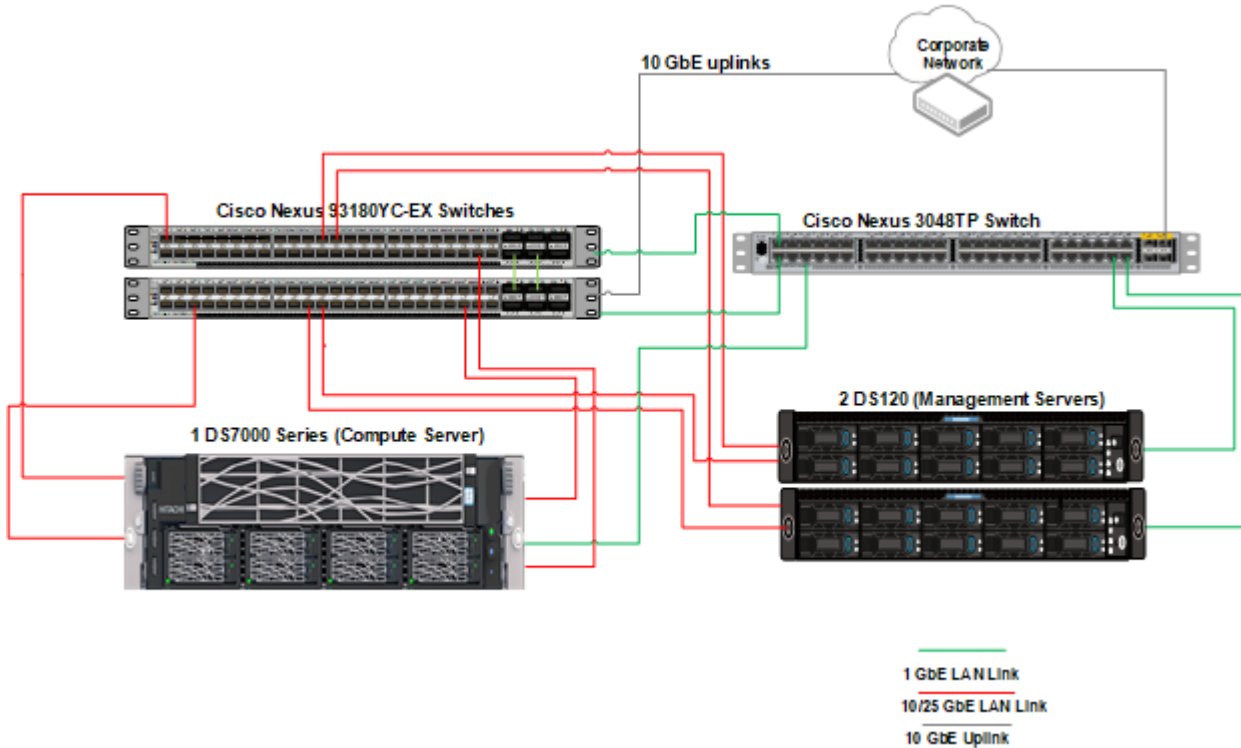 Corporate
Network
10 GbE uplinks
Cisco Nexus 93180YC-EX Switches
Cisco Nexus 3048TP Switch
2 DS120 (Management Servers)
1 DS7000 Series (Compute Server)
HITACHI
1 GbE LAN Link
10/25 GbE LAN Link
10 GbE Uplink